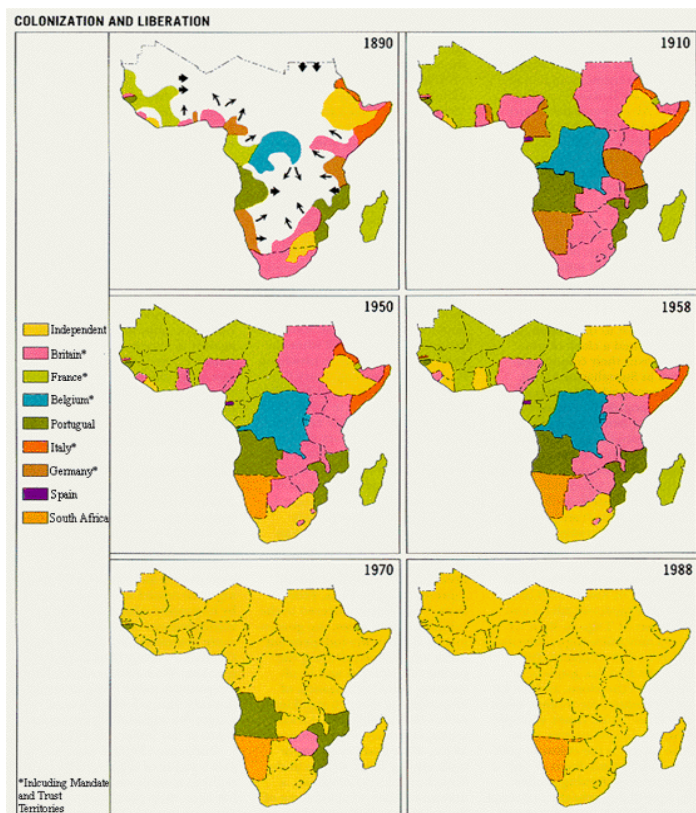 COLONIZATION AND LIBERATION
1890
1910
1950
1958
Independent
Britain*
France*
Belgium*
Portugual
Italy*
Germany*
Spain
South Africa
1970
1988
*Inlcuding Mandate
and Trust
Territories